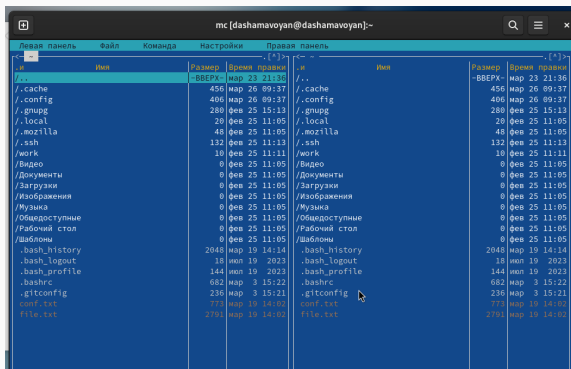 mc [dashamavoyan@dashamavoyan]:~
Левая панель Файл Команда Настройки Правая панель
<- ~ .[^]> <- ~ .[^]>
.и Имя Размер Время правки .и Имя Размер Время правки
/.. -ВВЕРХ- мар 23 21:36 /.. -ВВЕРХ- мар 23 21:36
/.cache 456 мар 26 09:37 /.cache 456 мар 26 09:37
/.config 406 мар 26 09:37 /.config 406 мар 26 09:37
/.gnupg 280 фев 25 15:13 /.gnupg 280 фев 25 15:13
/.local 20 фев 25 11:05 /.local 20 фев 25 11:05
/.mozilla 48 фев 25 11:05 /.mozilla 48 фев 25 11:05
/.ssh 132 фев 25 11:13 /.ssh 132 фев 25 11:13
/work 10 фев 25 11:11 /work 10 фев 25 11:11
/Видео 0 фев 25 11:05 /Видео 0 фев 25 11:05
/Документы 0 фев 25 11:05 /Документы 0 фев 25 11:05
/Загрузки 0 фев 25 11:05 /Загрузки 0 фев 25 11:05
/Изображения 0 фев 25 11:05 /Изображения 0 фев 25 11:05
/Музыка 0 фев 25 11:05 /Музыка 0 фев 25 11:05
/Общедоступные 0 фев 25 11:05 /Общедоступные 0 фев 25 11:05
/Рабочий стол 0 фев 25 11:05 /Рабочий стол 0 фев 25 11:05
/Шаблоны 0 фев 25 11:05 /Шаблоны 0 фев 25 11:05
.bash_history 2048 мар 19 14:14 .bash_history 2048 мар 19 14:14
.bash_logout 18 июл 19 2023 .bash_logout 18 июл 19 2023
.bash_profile 144 июл 19 2023 .bash_profile 144 июл 19 2023
.bashrc 682 мар 3 15:22 .bashrc 682 мар 3 15:22
.gitconfig 236 мар 3 15:21 .gitconfig 236 мар 3 15:21
conf.txt 773 мар 19 14:02 conf.txt 773 мар 19 14:02
file.txt 2791 мар 19 14:02 file.txt 2791 мар 19 14:02